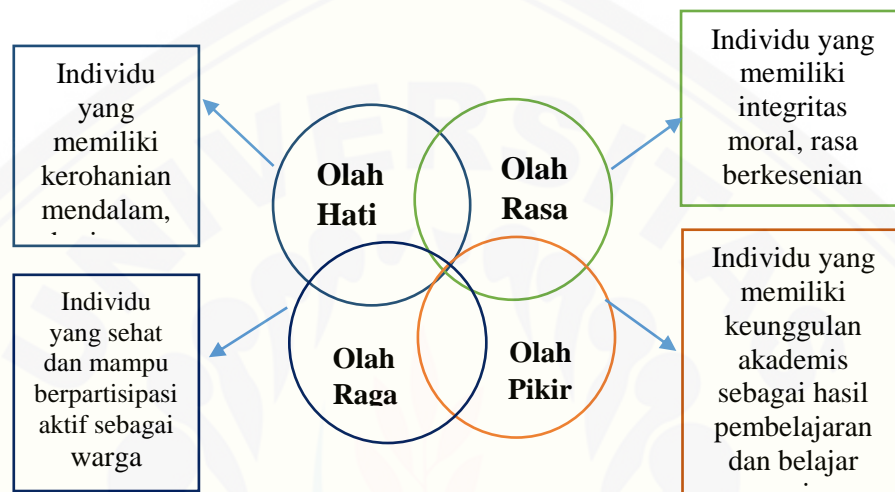 Individu
yang
memiliki
kerohanian
mendalam,
Individu yang
memiliki
integritas
moral, rasa
berkesenian
Olah
Hati
Olah
Rasa
Individu
yang sehat
dan mampu
berpartisipasi
aktif sebagai
warga
Olah
Raga
Olah
Pikir
Individu yang
memiliki
keunggulan
akademis
sebagai hasil
pembelajaran
dan belajar
UNIVERSITAS